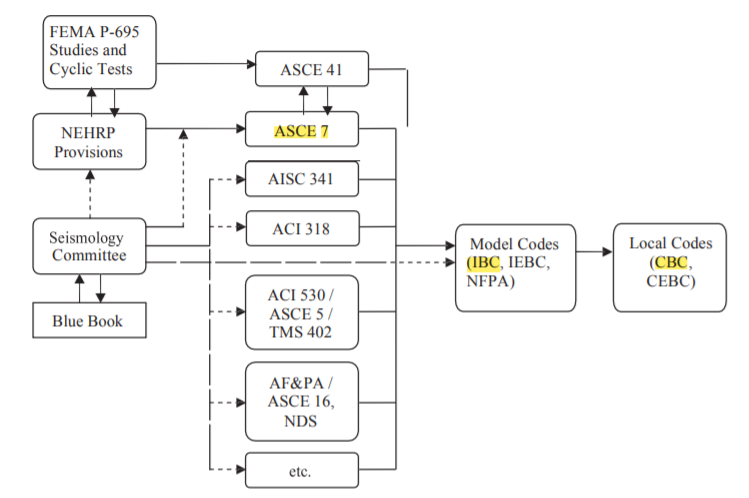 FEMA P-695
Studies and
Cyclic Tests
ASCE 41
NEHRP
Provisions
ASCE 7
AISC 341
Seismology
Committee
ACI 318
Model Codes
(IBC, IEBC,
NFPA)
Local Codes
(CBC,
CEBC)
Blue Book
ACI 530 /
ASCE 5 /
TMS 402
AF&PA /
ASCE 16,
NDS
etc.